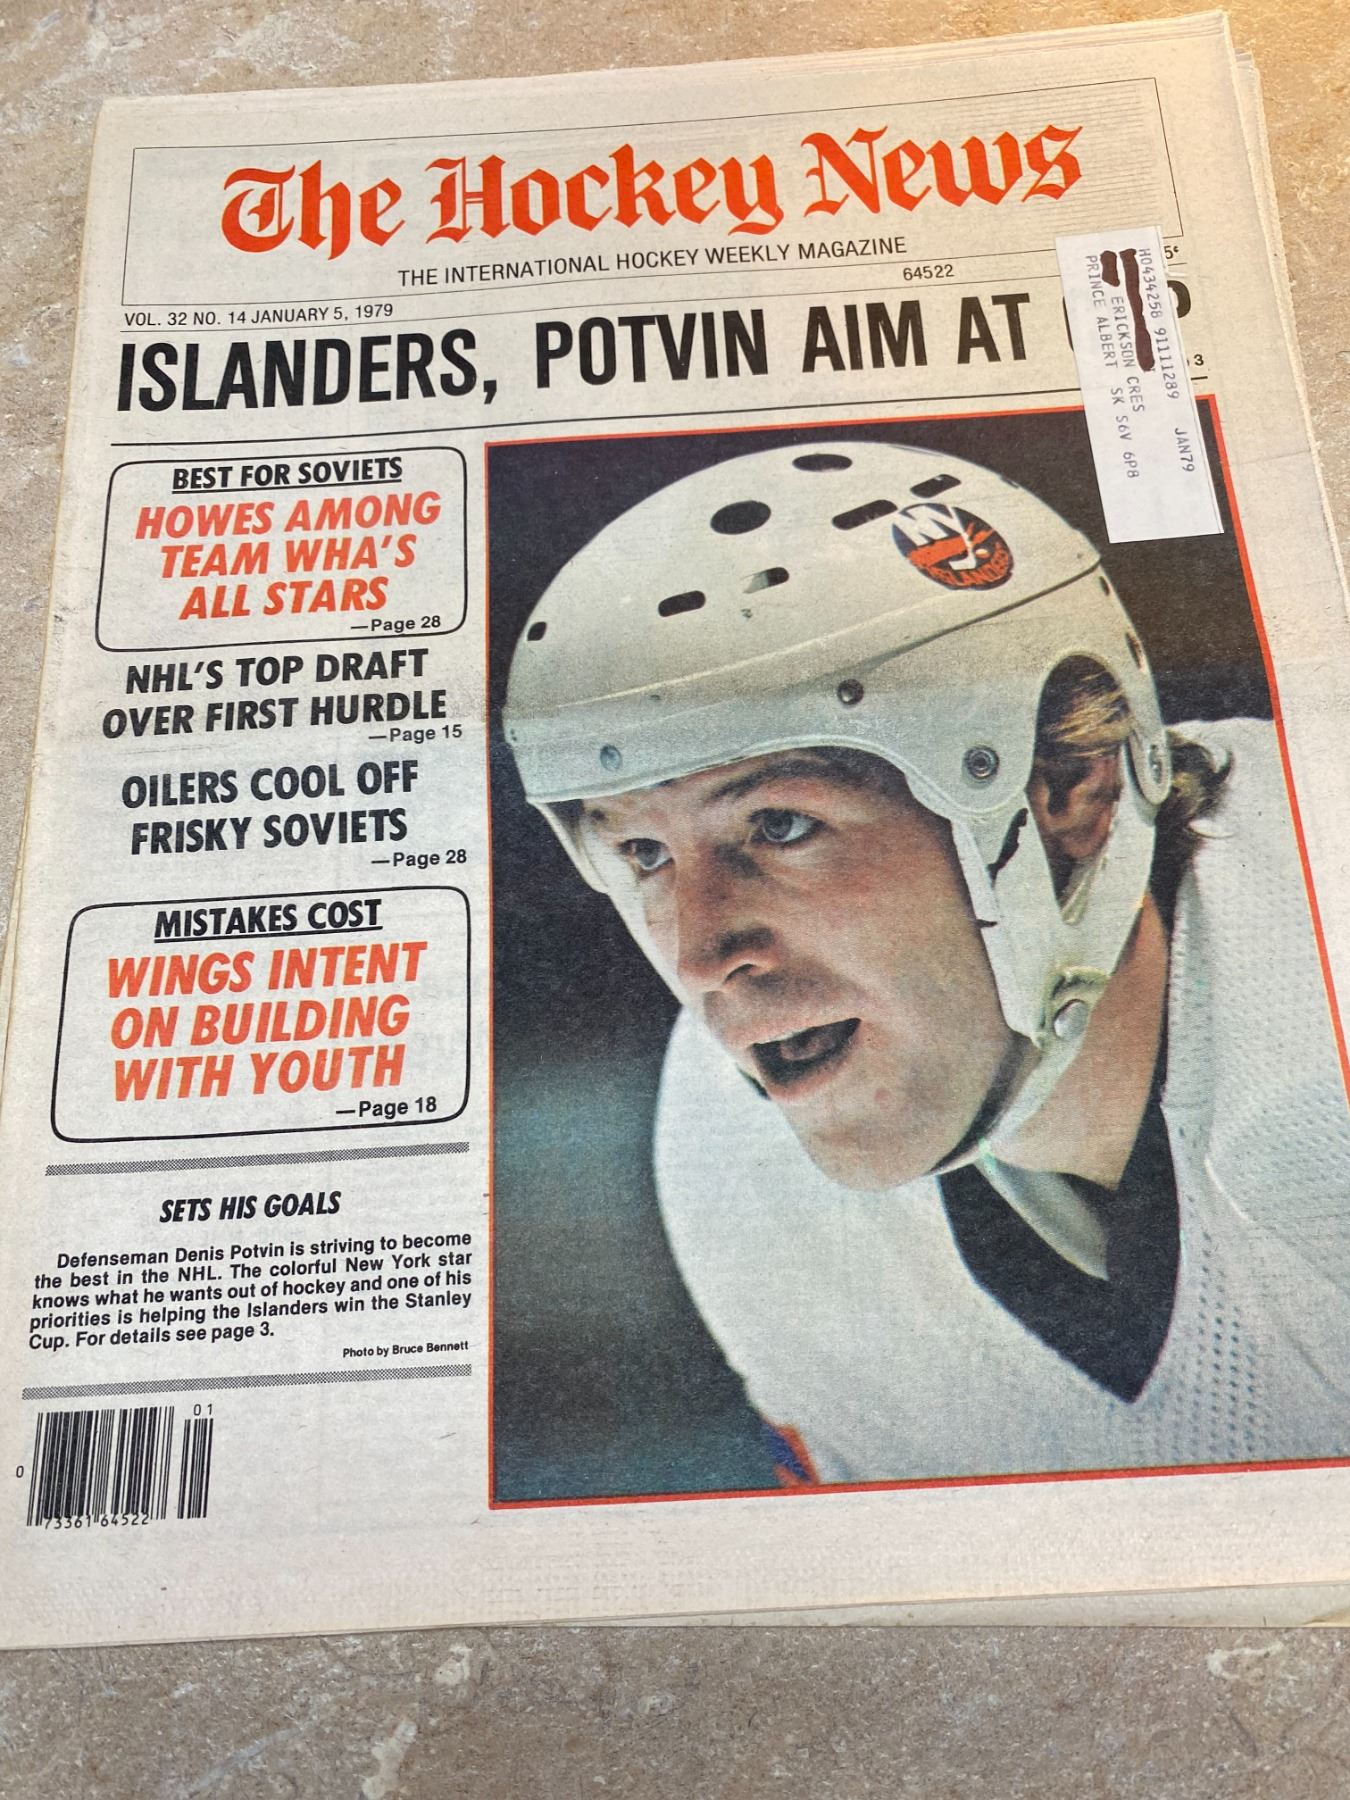 The Hockey News
THE INTERNATIONAL HOCKEY WEEKLY MAGAZINE
64522
5¢
VOL. 32 NO. 14 JANUARY 5, 1979
ISLANDERS, POTVIN AIM AT
3
H0434258 91111289 JAN79
ERICKSON CRES
PRINCE ALBERT SK S6V 6P8
BEST FOR SOVIETS
HOWES AMONG
TEAM WHA'S
ALL STARS
—Page 28
NHL'S TOP DRAFT
OVER FIRST HURDLE
—Page 15
OILERS COOL OFF
FRISKY SOVIETS
—Page 28
MISTAKES COST
WINGS INTENT
ON BUILDING
WITH YOUTH
—Page 18
SETS HIS GOALS
Defenseman Denis Potvin is striving to become
the best in the NHL. The colorful New York star
knows what he wants out of hockey and one of his
priorities is helping the Islanders win the Stanley
Cup. For details see page 3.
Photo by Bruce Bennett
01
0
73361 64522
NY
ISLANDERS